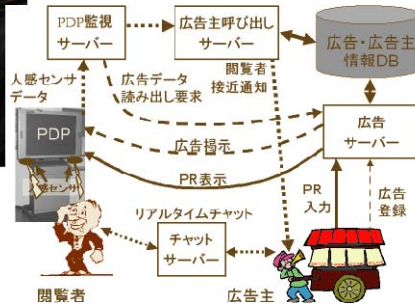 PDP監視
サーバー
広告主呼び出し
サーバー
広告・広告主
情報DB
人感センサ
データ
広告データ
読み出し要求
閲覧者
接近通知
PDP
広告掲示
広告
サーバー
感センサ
PR表示
PR
入力
広告
登録
リアルタイムチャット
チャット
サーバー
閲覧者
広告主